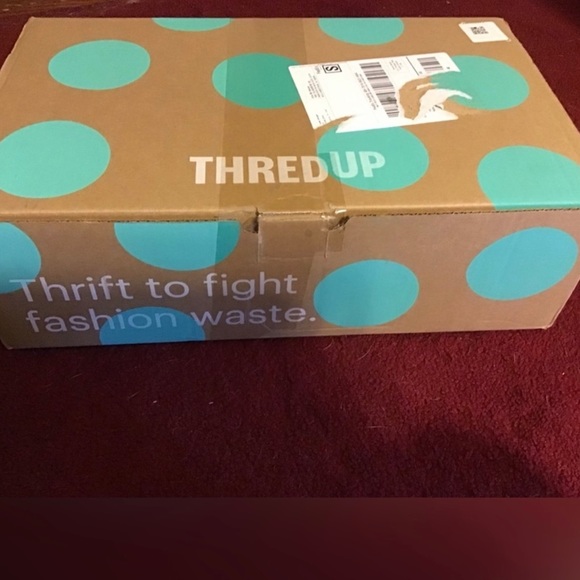 S
THREDUP
Thrift to fight
fashion waste.